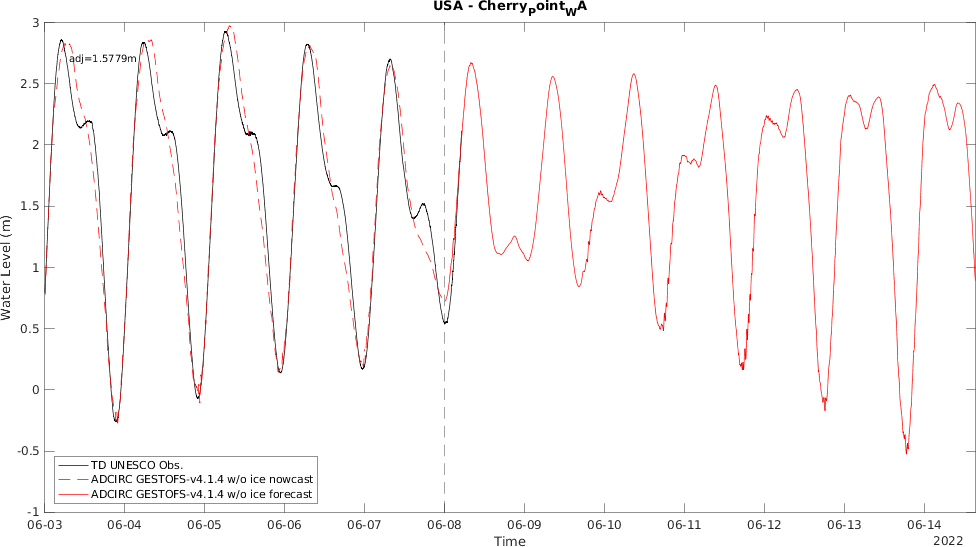 USA - CherryPointWA
3
2.5
2
1.5
1
0.5
0
-0.5
-1
Water Level (m)
adj=1.5779m
TD UNESCO Obs.
ADCIRC GESTOFS-v4.1.4 w/o ice nowcast
ADCIRC GESTOFS-v4.1.4 w/o ice forecast
06-03 06-04 06-05 06-06 06-07 06-08 06-09 06-10 06-11 06-12 06-13 06-14
Time
2022